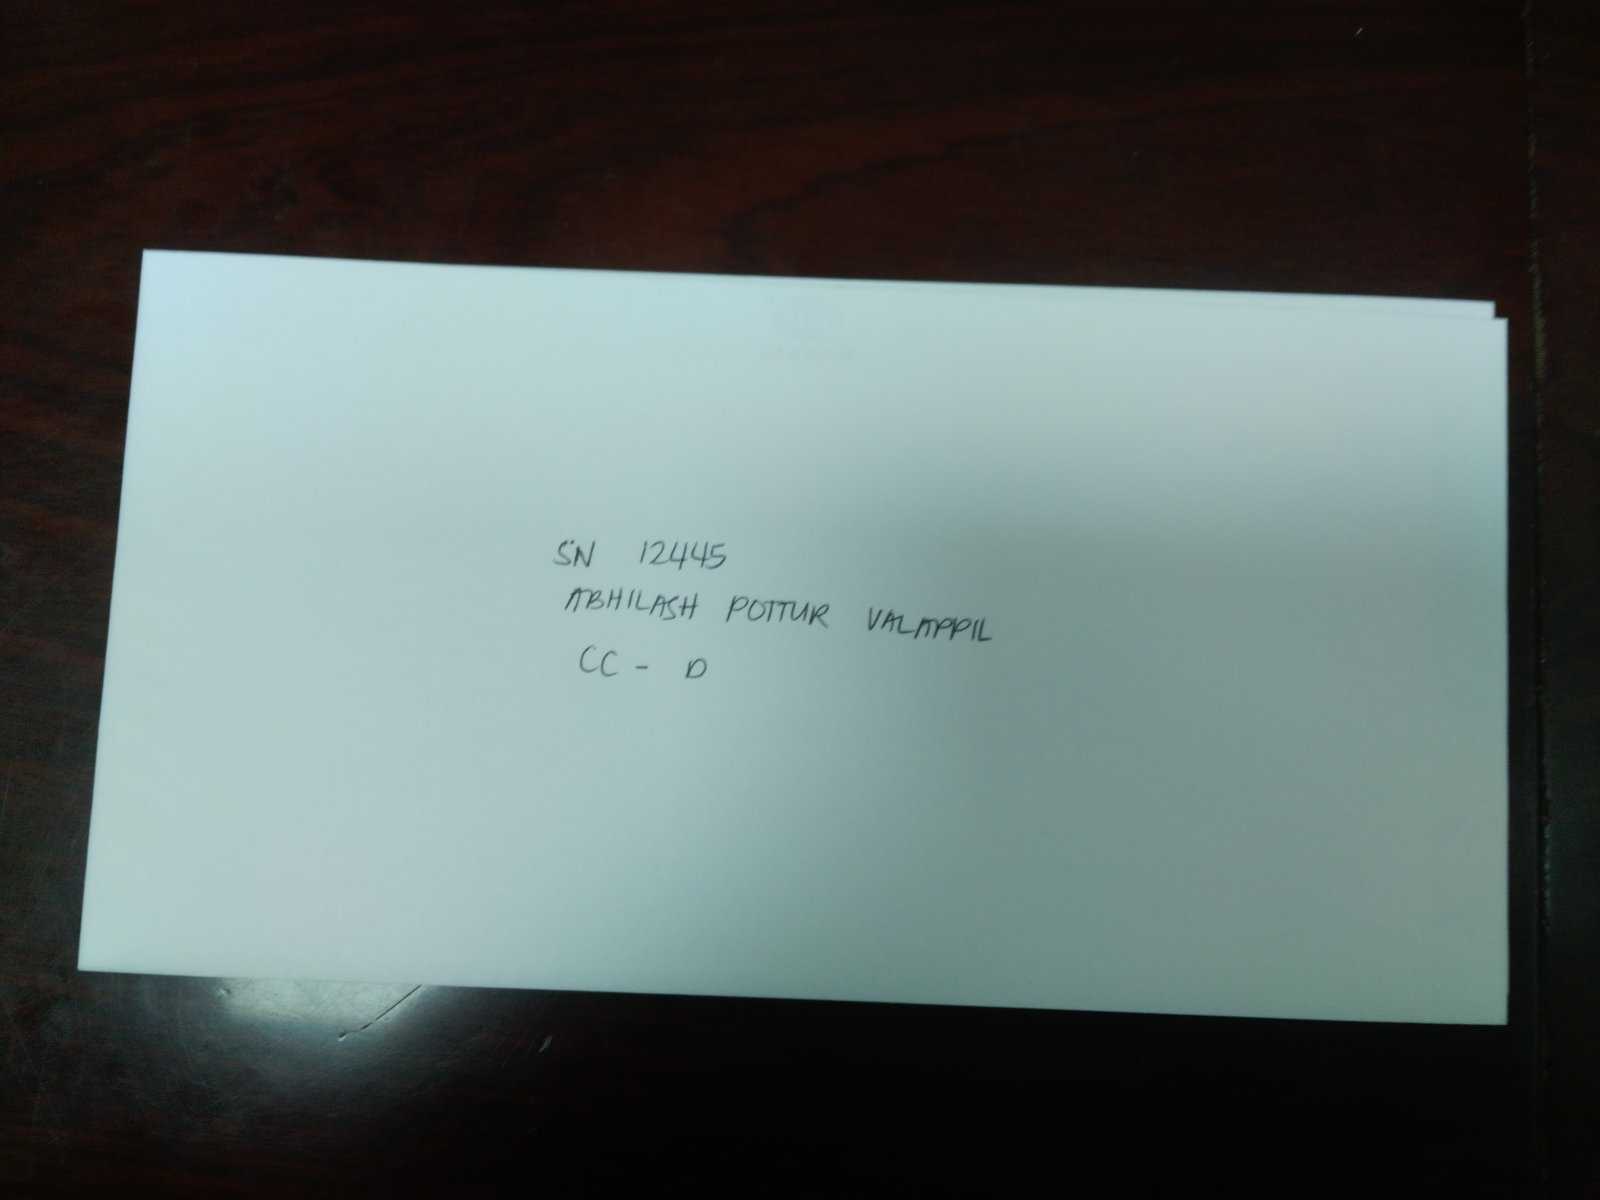 SN 12445
ABHILASH POTTUR VALAPPIL
CC - D